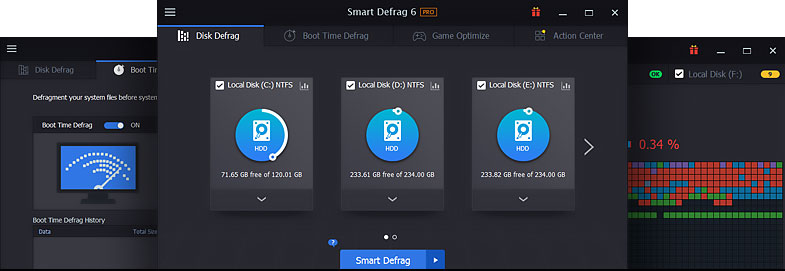 Smart Defrag 6 PRO
Disk Defrag
Boot Time Defrag
Game Optimize
Action Center
Local Disk (C:) NTFS
HDD
71.65 GB free of 120.01 GB
Local Disk (D:) NTFS
HDD
233.61 GB free of 234.00 GB
Local Disk (E:) NTFS
HDD
233.82 GB free of 234.00 GB
?
Smart Defrag
Disk Defrag
Boot Tim
Defragment your system files before system
Boot Time Defrag
ON
Boot Time Defrag History
Data
Total Size
OK
Local Disk (F:)
9
0.34 %